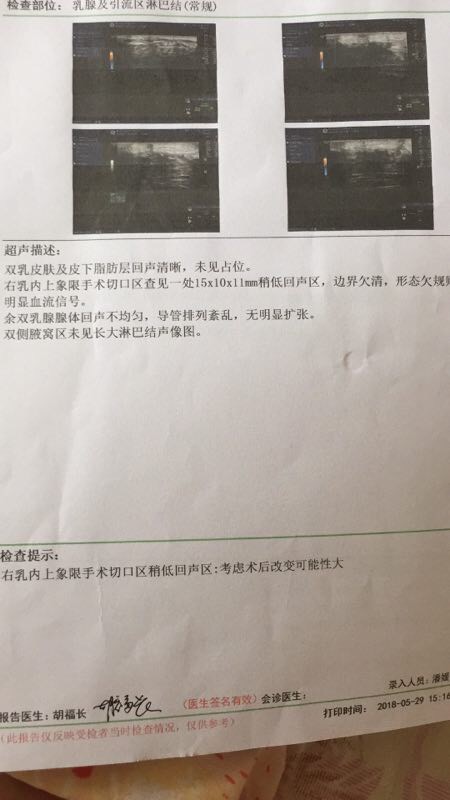 检查部位: 乳腺及引流区淋巴结(常规)
超声描述:
双乳皮肤及皮下脂肪层回声清晰，未见占位。
右乳内上象限手术切口区查见一处15x10x11mm稍低回声区，边界欠清，形态欠规则
明显血流信号。
余双乳腺腺体回声不均匀，导管排列紊乱，无明显扩张。
双侧腋窝区未见长大淋巴结声像图。
检查提示:
右乳内上象限手术切口区稍低回声区:考虑术后改变可能性大
录入人员: 潘媛
报告医生: 胡福长 (医生签名有效) 会诊医生:
打印时间: 2018-05-29 15:16
(此报告仅反映受检者当时检查情况，仅供参考)